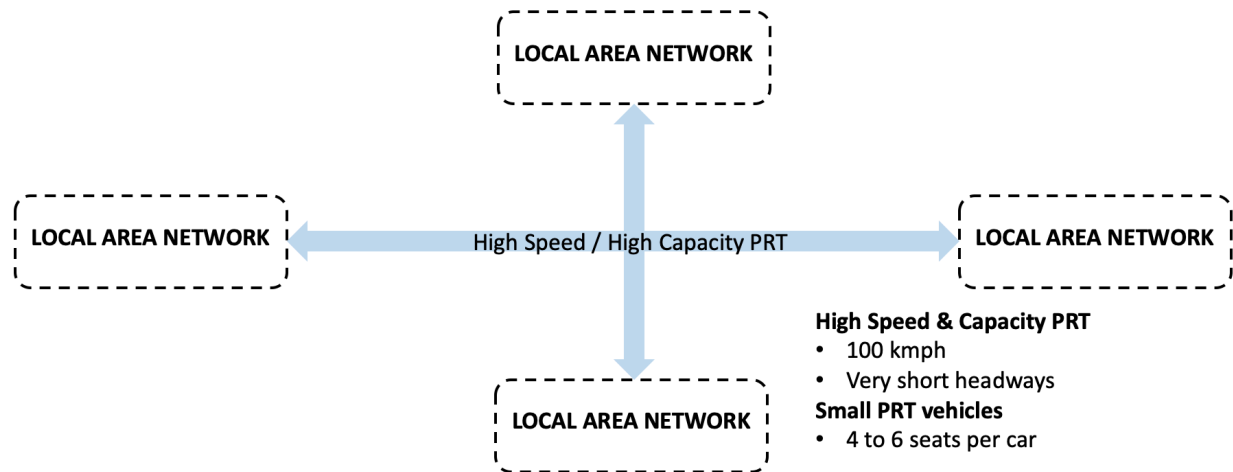 LOCAL AREA NETWORK
LOCAL AREA NETWORK
High Speed / High Capacity PRT
LOCAL AREA NETWORK
LOCAL AREA NETWORK
High Speed & Capacity PRT
• 100 kmph
• Very short headways
Small PRT vehicles
• 4 to 6 seats per car